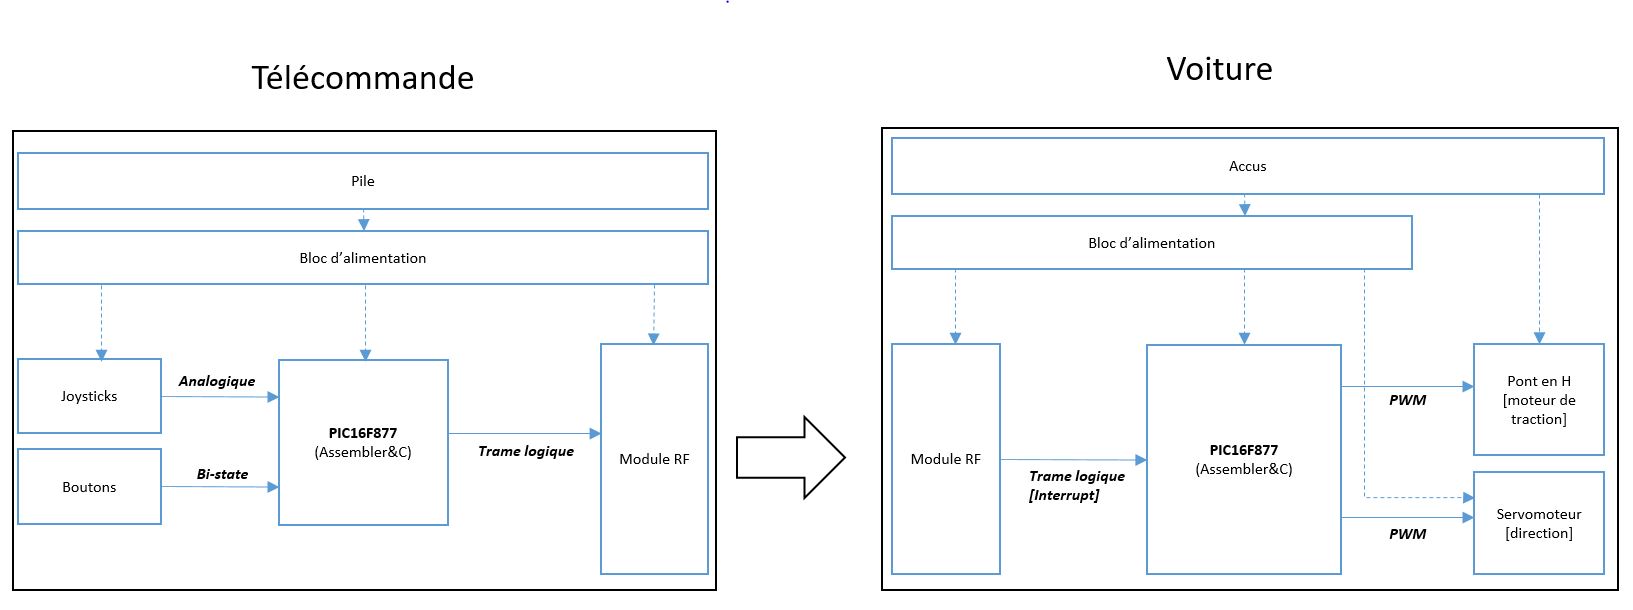 Télécommande
Pile
Bloc d’alimentation
Joysticks
Analogique
Boutons
Bi-state
PIC16F877
(Assembler&C)
Trame logique
Module RF
Voiture
Accus
Bloc d’alimentation
Module RF
Trame logique
[Interrupt]
PIC16F877
(Assembler&C)
PWM
Pont en H
[moteur de
traction]
PWM
Servomoteur
[direction]